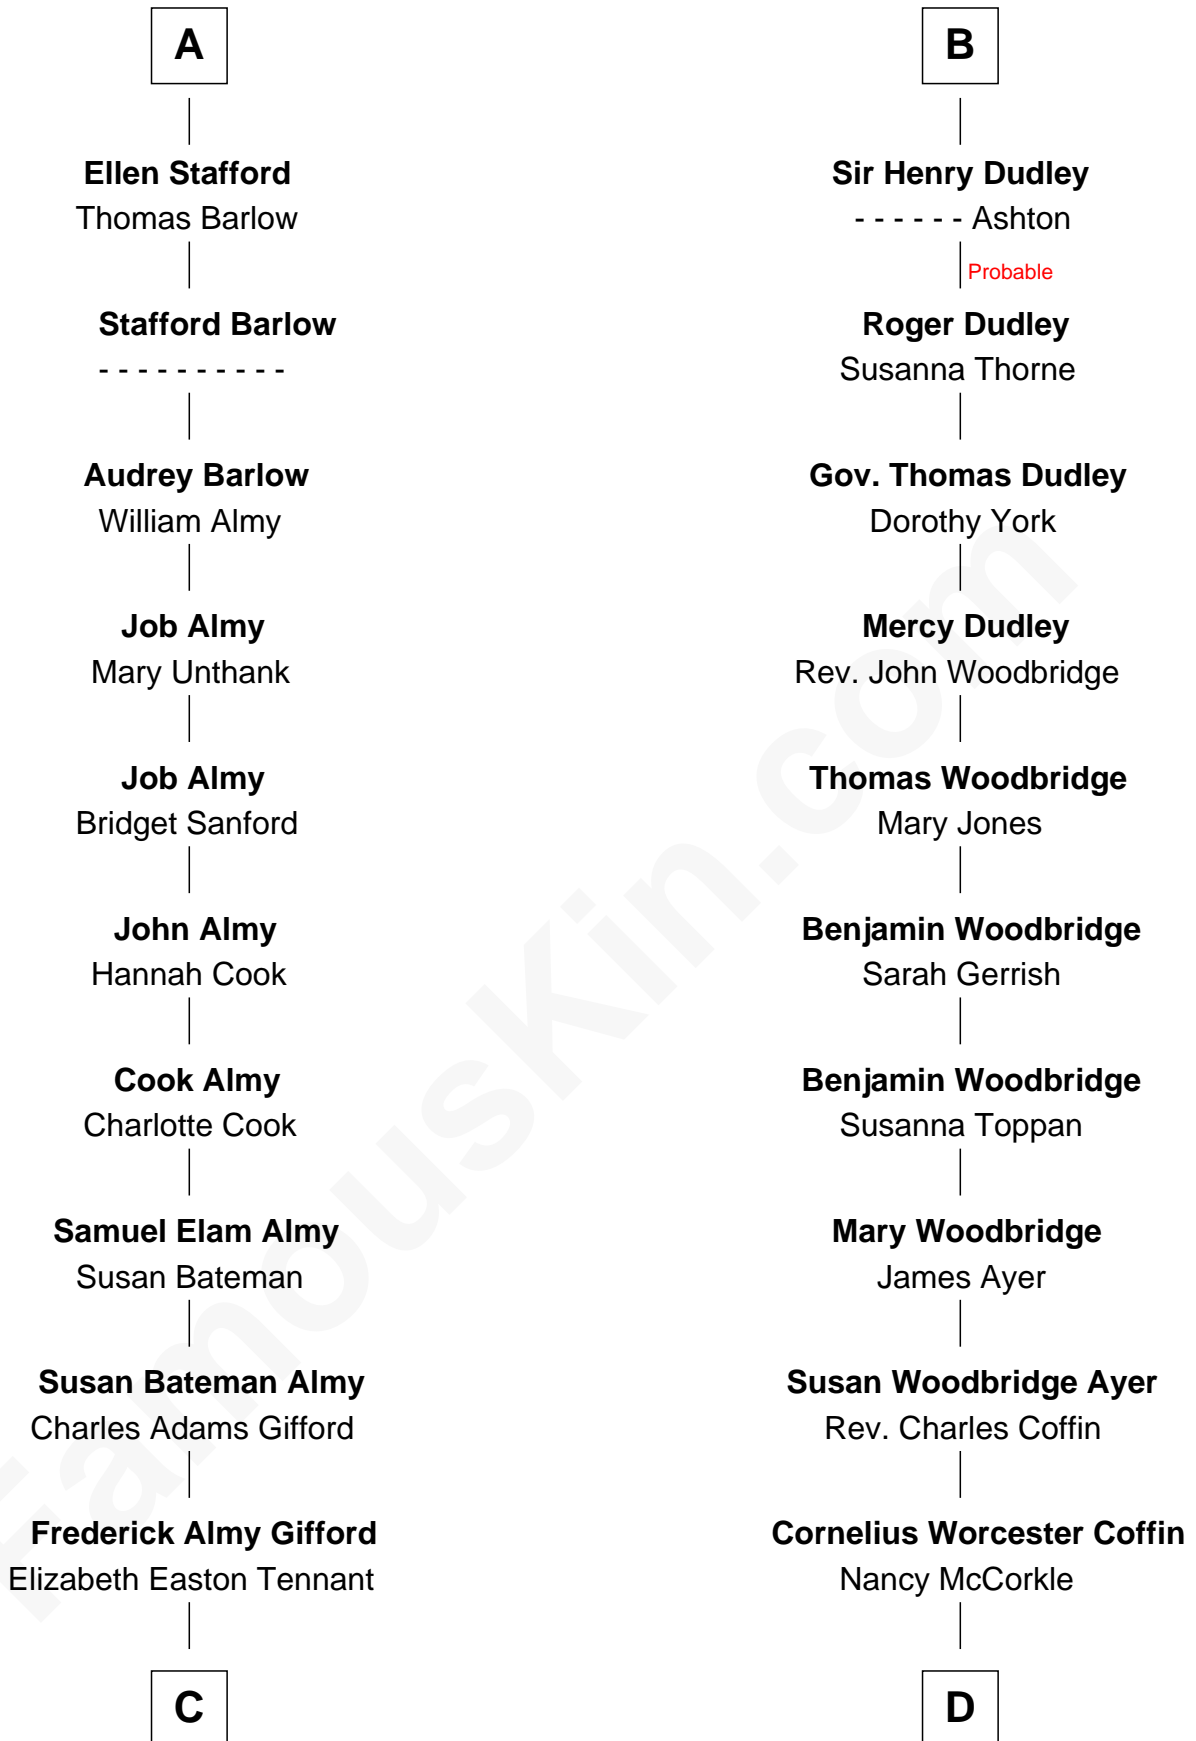 A
Ellen Stafford
Thomas Barlow
Stafford Barlow
- - - - - - - - - -
Audrey Barlow
William Almy
Job Almy
Mary Unthank
Job Almy
Bridget Sanford
John Almy
Hannah Cook
Cook Almy
Charlotte Cook
Samuel Elam Almy
Susan Bateman
Susan Bateman Almy
Charles Adams Gifford
Frederick Almy Gifford
Elizabeth Easton Tennant
C
B
Sir Henry Dudley
- - - - - - Ashton
Probable
Roger Dudley
Susanna Thorne
Gov. Thomas Dudley
Dorothy York
Mercy Dudley
Rev. John Woodbridge
Thomas Woodbridge
Mary Jones
Benjamin Woodbridge
Sarah Gerrish
Benjamin Woodbridge
Susanna Toppan
Mary Woodbridge
James Ayer
Susan Woodbridge Ayer
Rev. Charles Coffin
Cornelius Worcester Coffin
Nancy McCorkle
D
FamousKin.com